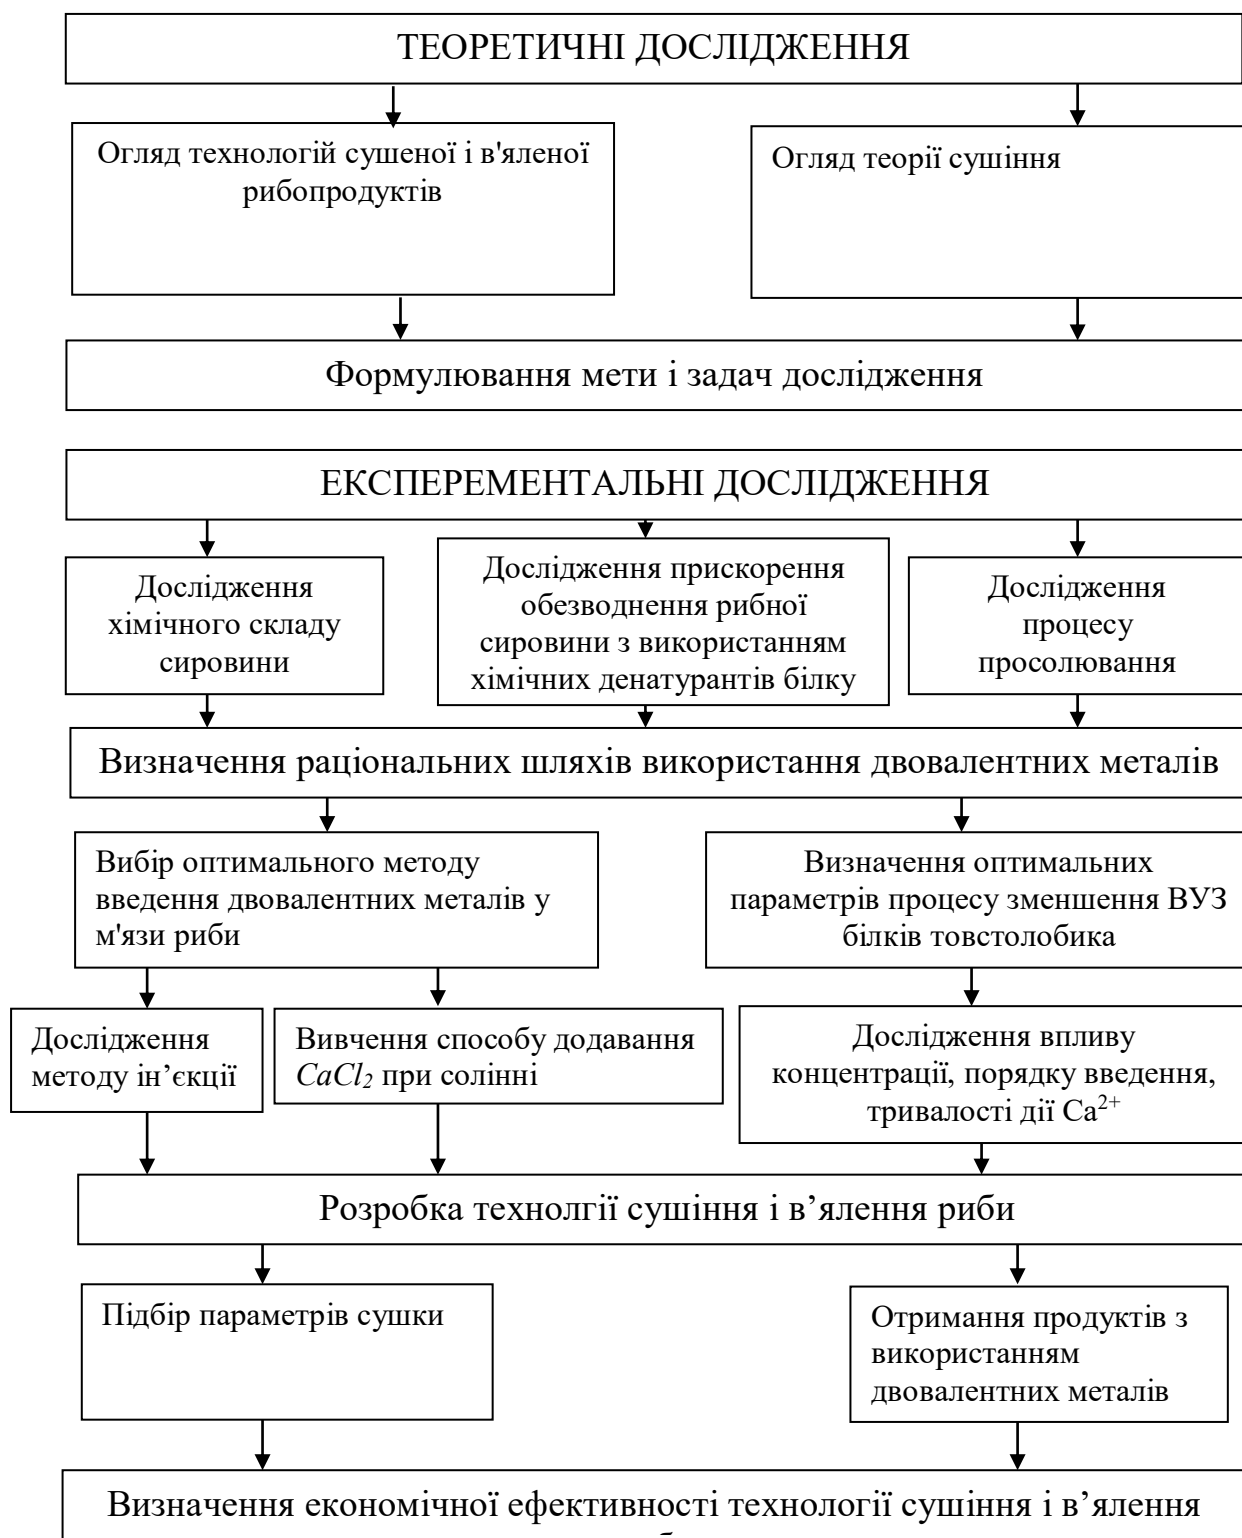 ТЕОРЕТИЧНІ ДОСЛІДЖЕННЯ
Огляд технологій сушеної і в'яленої
рибопродуктів
Огляд теорії сушіння
Формулювання мети і задач дослідження
ЕКСПЕРЕМЕНТАЛЬНІ ДОСЛІДЖЕННЯ
Дослідження
хімічного складу
сировини
Дослідження прискорення
обезводнення рибної
сировини з використанням
хімічних денатурантів білку
Дослідження
процесу
просолювання
Визначення раціональних шляхів використання двовалентних металів
Вибір оптимального методу
введення двовалентних металів у
м'язи риби
Визначення оптимальних
параметрів процесу зменшення ВУЗ
білків товстолобика
Дослідження
методу ін’єкції
Вивчення способу додавання
CaCl₂ при солінні
Дослідження впливу
концентрації, порядку введення,
тривалості дії Ca²⁺
Розробка технолгії сушіння і в’ялення риби
Підбір параметрів сушки
Отримання продуктів з
використанням
двовалентних металів
Визначення економічної ефективності технології сушіння і в’ялення